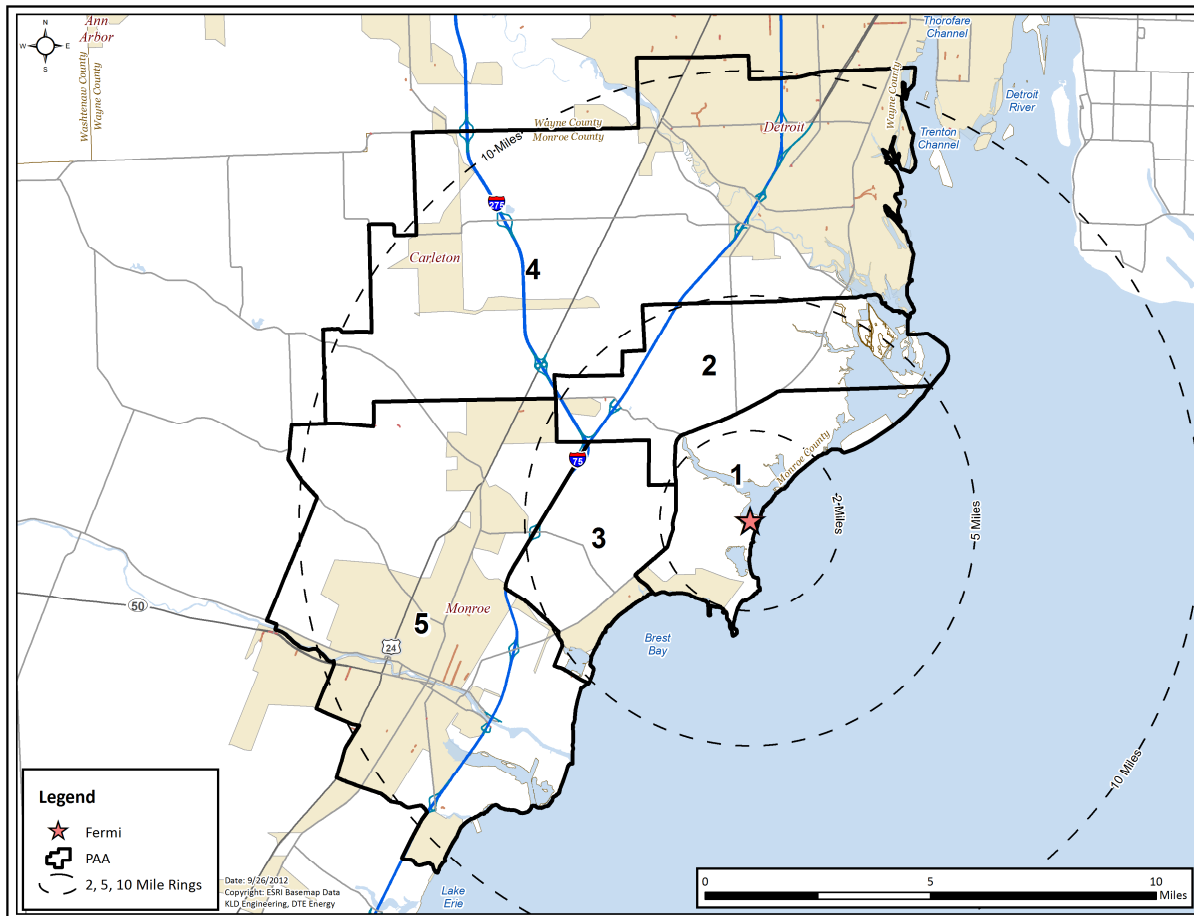 Ann
Arbor
N
W E
S
Washtenaw County
Wayne County
Thorofare
Channel
Detroit
River
Wayne County
Trenton
Channel
Wayne County
Monroe County
Detroit
10-Miles
275
Carleton
4
2
75
1
Monroe County
2-Miles
5 Miles
3
50
Monroe
5
24
Brest
Bay
10 Miles
Legend
Fermi
PAA
2, 5, 10 Mile Rings
Date: 9/26/2012
Copyright: ESRI Basemap Data
KLD Engineering, DTE Energy
Lake
Erie
0 5 10
Miles